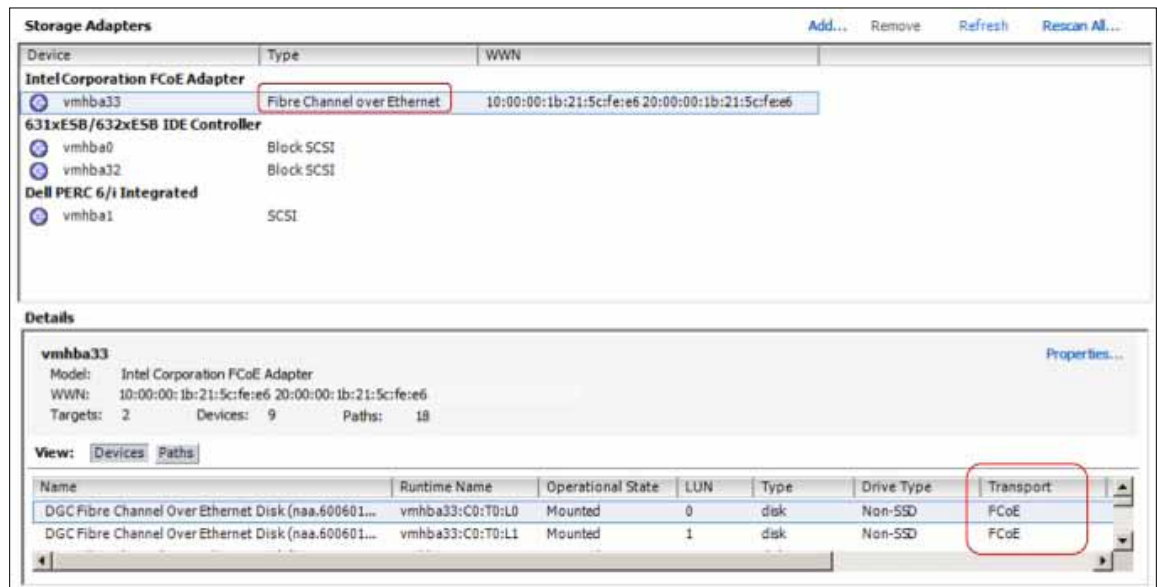 Storage Adapters Add... Remove Refresh Rescan All...
Device Type WWN
Intel Corporation FCoE Adapter
vmhba33 Fibre Channel over Ethernet 10:00:00:1b:21:5c:fe:e6 20:00:00:1b:21:5c:fe:e6
631xESB/632xESB IDE Controller
vmhba0 Block SCSI
vmhba32 Block SCSI
Dell PERC 6/i Integrated
vmhba1 SCSI
Details
vmhba33 Properties...
Model: Intel Corporation FCoE Adapter
WWN: 10:00:00:1b:21:5c:fe:e6 20:00:00:1b:21:5c:fe:e6
Targets: 2 Devices: 9 Paths: 18
View: Devices Paths
Name Runtime Name Operational State LUN Type Drive Type Transport
DGC Fibre Channel Over Ethernet Disk (naa.600601... vmhba33:C0:T0:L0 Mounted 0 disk Non-SSD FCoE
DGC Fibre Channel Over Ethernet Disk (naa.600601... vmhba33:C0:T0:L1 Mounted 1 disk Non-SSD FCoE